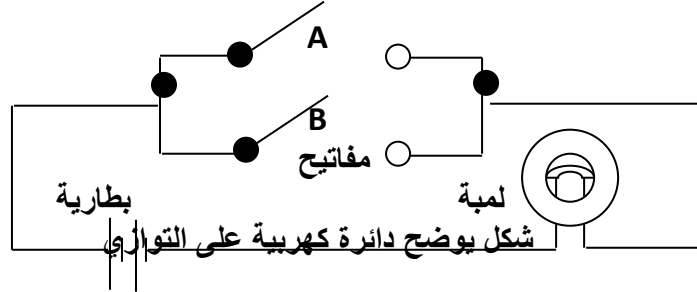 A
B
مفاتيح
بطارية
لمبة
شكل يوضح دائرة كهربية على التوازي